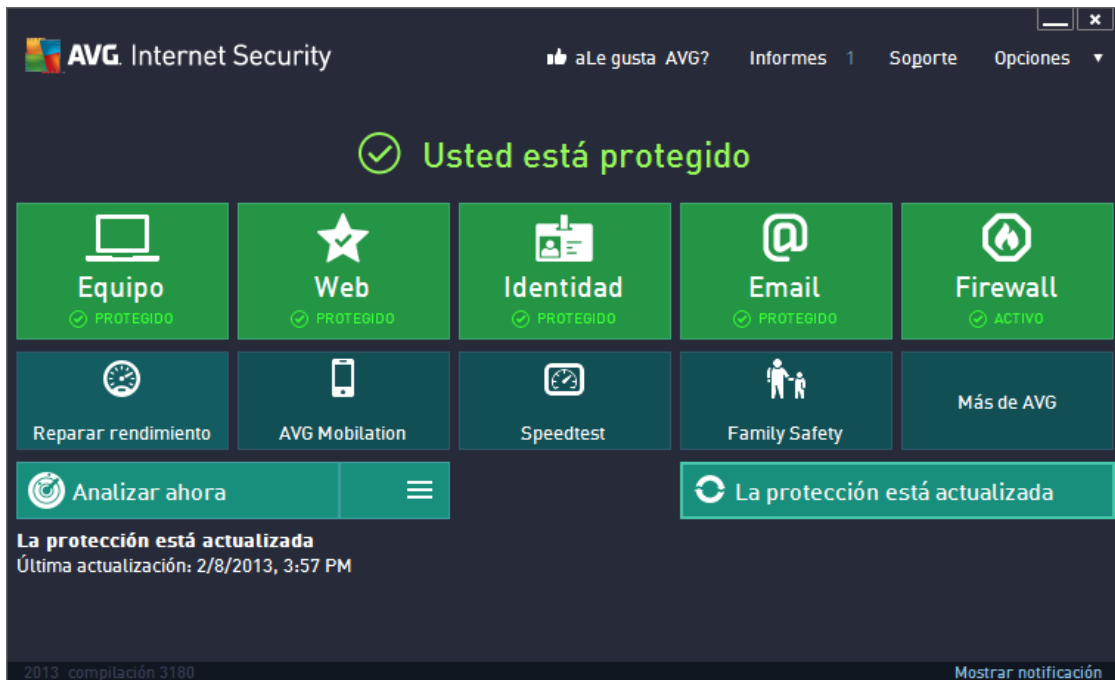 AVG. Internet Security
aLe gusta AVG?
Informes 1
Soporte
Opciones
Usted está protegido
Equipo
PROTEGIDO
Web
PROTEGIDO
Identidad
PROTEGIDO
Email
PROTEGIDO
Firewall
ACTIVO
Reparar rendimiento
AVG Mobilation
Speedtest
Family Safety
Más de AVG
Analizar ahora
La protección está actualizada
La protección está actualizada
Última actualización: 2/8/2013, 3:57 PM
2013 compilación 3180
Mostrar notificación